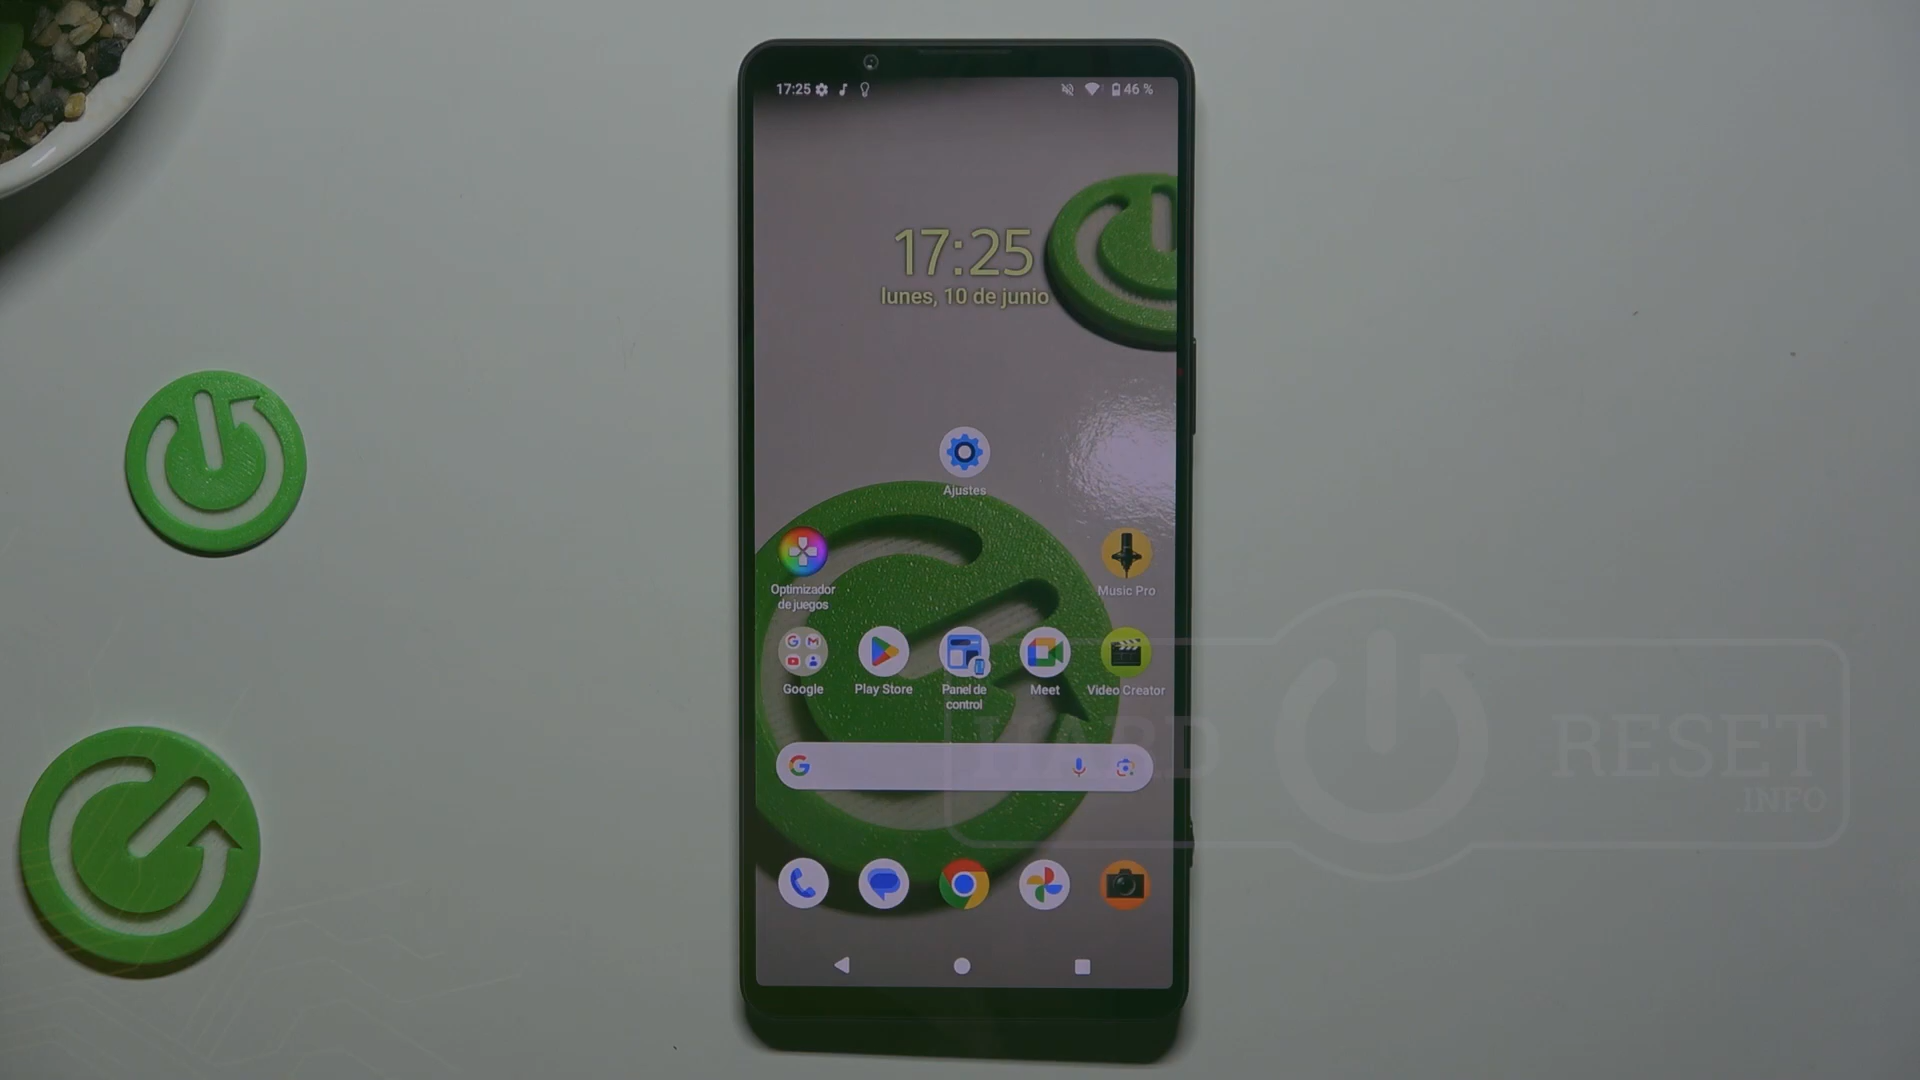 17:25
46 %
17:25
lunes, 10 de junio
Ajustes
Optimizador
de juegos
Music Pro
Google
Play Store
Panel de
control
Meet
Video Creator
HARD RESET
.INFO